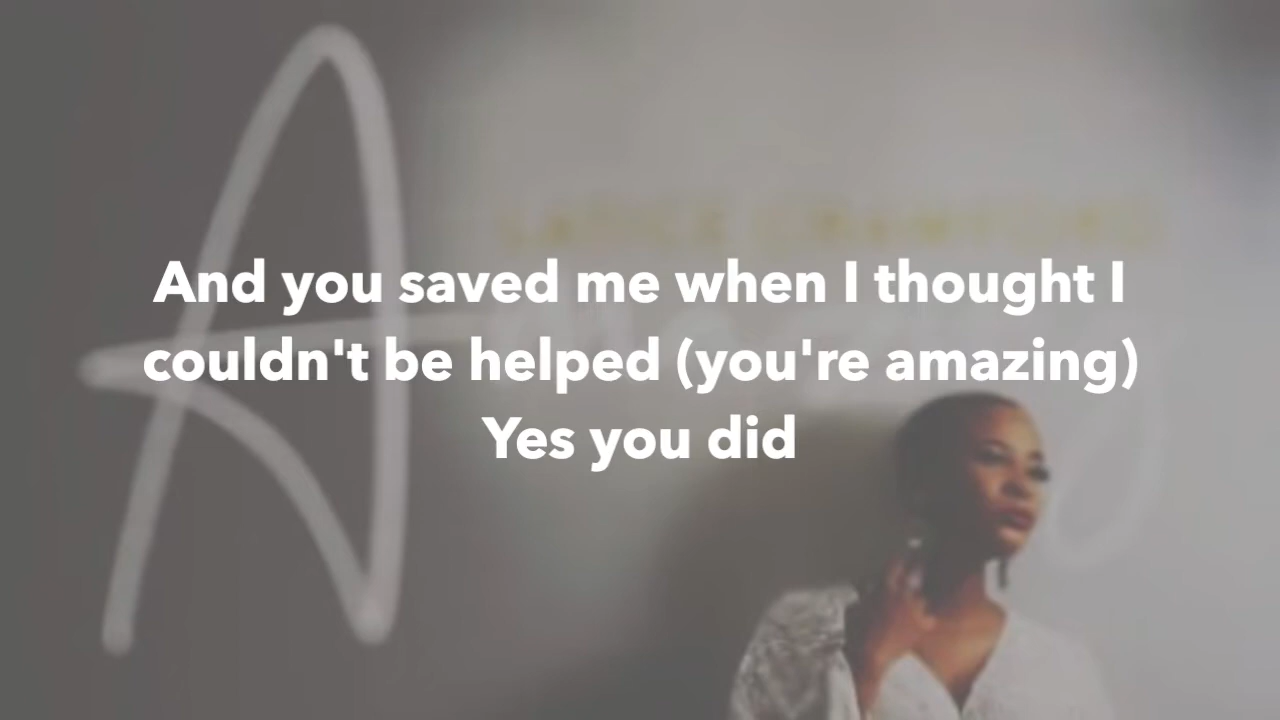 And you saved me when I thought I
couldn't be helped (you're amazing)
Yes you did